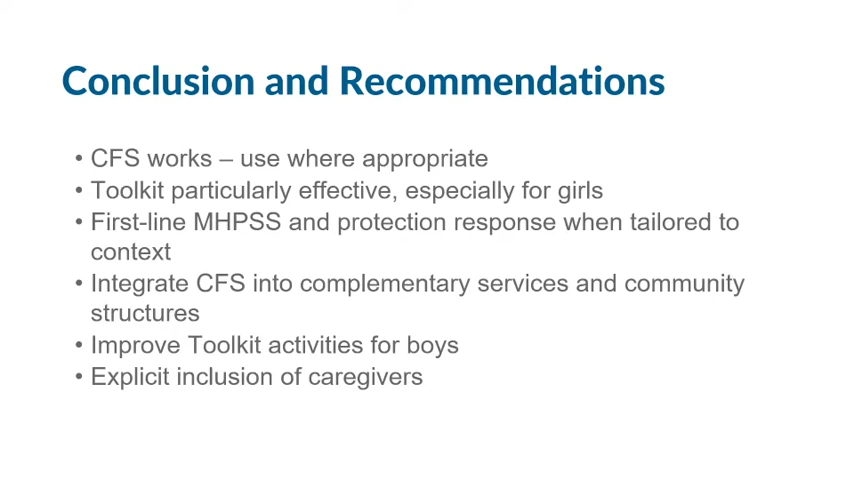 Conclusion and Recommendations
• CFS works – use where appropriate
• Toolkit particularly effective, especially for girls
• First-line MHPSS and protection response when tailored to
context
• Integrate CFS into complementary services and community
structures
• Improve Toolkit activities for boys
• Explicit inclusion of caregivers